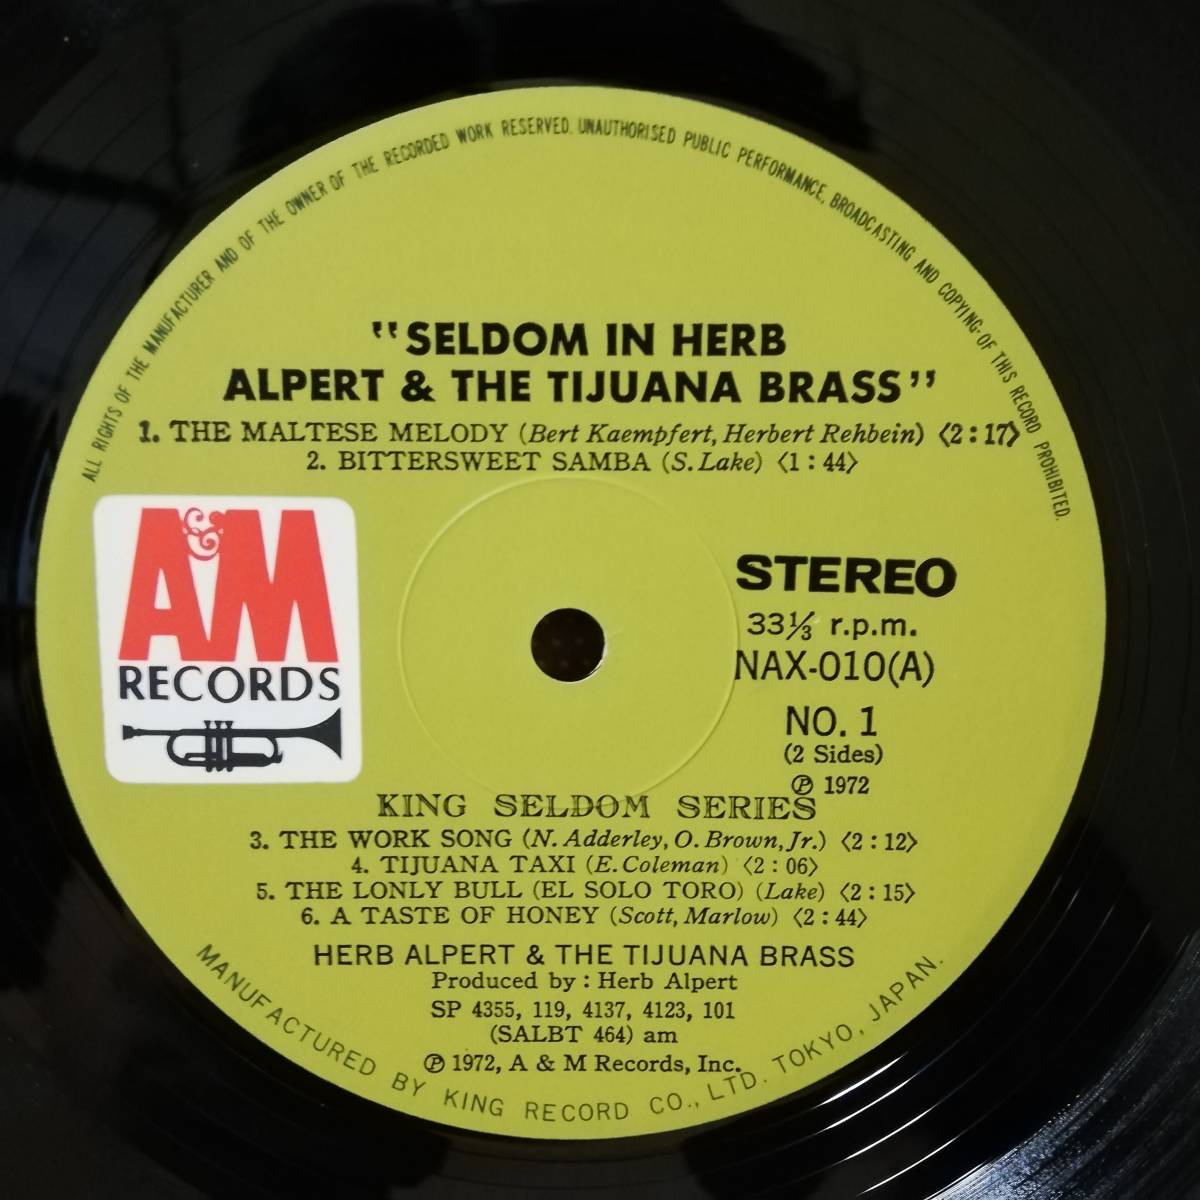 ALL RIGHTS OF THE MANUFACTURER AND OF THE OWNER OF THE RECORDED WORK RESERVED. UNAUTHORISED PUBLIC PERFORMANCE, BROADCASTING AND COPYING OF THIS RECORD PROHIBITED.
"SELDOM IN HERB
ALPERT & THE TIJUANA BRASS"
1. THE MALTESE MELODY (Bert Kaempfert, Herbert Rehbein) ⟨2:17⟩
2. BITTERSWEET SAMBA (S. Lake) ⟨1:44⟩
A&M
RECORDS
STEREO
33⅓ r.p.m.
NAX-010(A)
NO. 1
(2 Sides)
℗ 1972
KING SELDOM SERIES
3. THE WORK SONG (N. Adderley, O. Brown, Jr.) ⟨2:12⟩
4. TIJUANA TAXI (E. Coleman) ⟨2:06⟩
5. THE LONLY BULL (EL SOLO TORO) (Lake) ⟨2:15⟩
6. A TASTE OF HONEY (Scott, Marlow) ⟨2:44⟩
HERB ALPERT & THE TIJUANA BRASS
Produced by : Herb Alpert
SP 4355, 119, 4137, 4123, 101
(SALBT 464) am
℗ 1972, A & M Records, Inc.
MANUFACTURED BY KING RECORD CO., LTD. TOKYO, JAPAN.